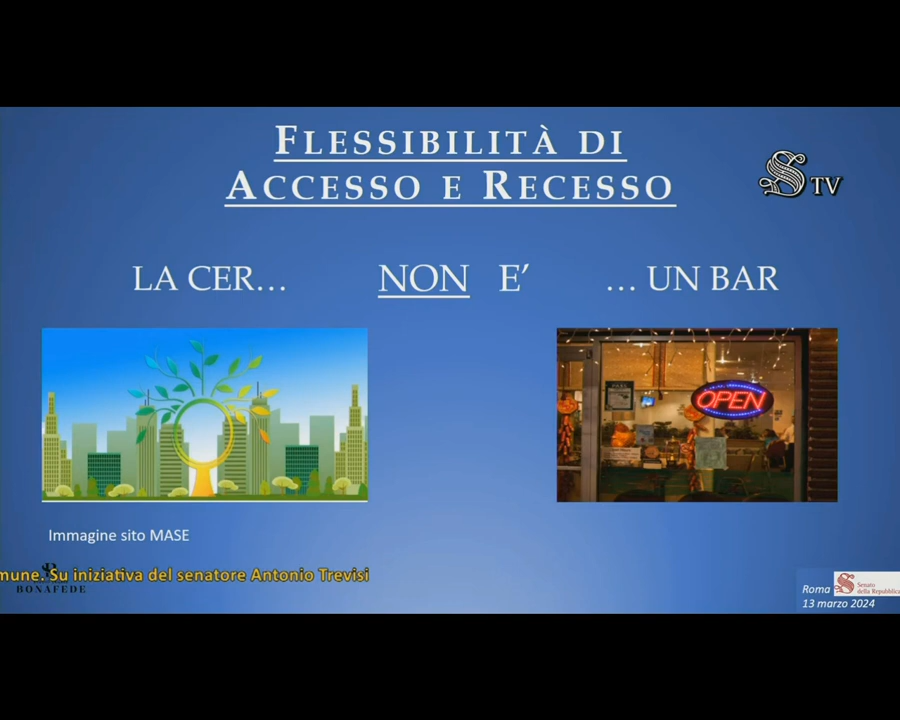 FLESSIBILITÀ DI
ACCESSO E RECESSO
S TV
LA CER… NON E’ … UN BAR
OPEN
Immagine sito MASE
mune. Su iniziativa del senatore Antonio Trevisi
BONAFEDE
Roma
Senato
della Repubblica
13 marzo 2024